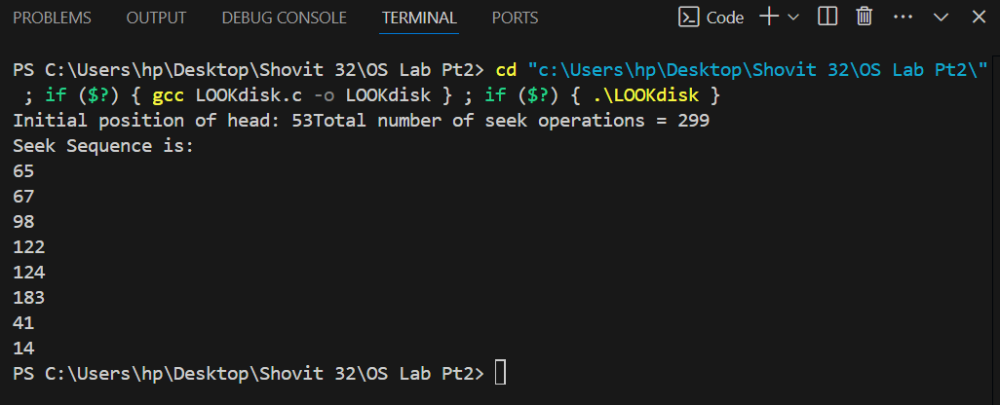 PROBLEMS OUTPUT DEBUG CONSOLE TERMINAL PORTS Code
PS C:\Users\hp\Desktop\Shovit 32\OS Lab Pt2> cd "c:\Users\hp\Desktop\Shovit 32\OS Lab Pt2\"
; if ($?) { gcc LOOKdisk.c -o LOOKdisk } ; if ($?) { .\LOOKdisk }
Initial position of head: 53Total number of seek operations = 299
Seek Sequence is:
65
67
98
122
124
183
41
14
PS C:\Users\hp\Desktop\Shovit 32\OS Lab Pt2>